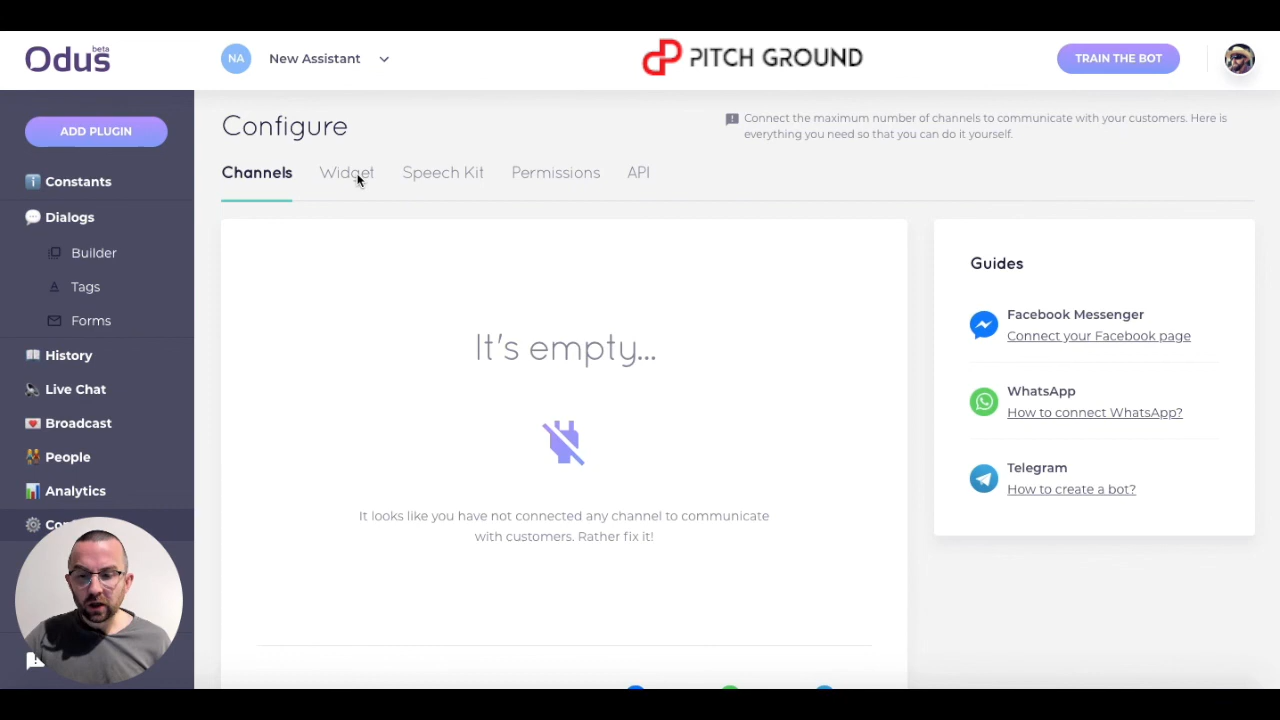 Odus beta
NA
New Assistant
PITCH GROUND
TRAIN THE BOT
ADD PLUGIN
Constants
Dialogs
Builder
Tags
Forms
History
Live Chat
Broadcast
People
Analytics
Configure
Connect the maximum number of channels to communicate with your customers. Here is
everything you need so that you can do it yourself.
Channels
Widget
Speech Kit
Permissions
API
It's empty...
It looks like you have not connected any channel to communicate
with customers. Rather fix it!
Guides
Facebook Messenger
Connect your Facebook page
WhatsApp
How to connect WhatsApp?
Telegram
How to create a bot?